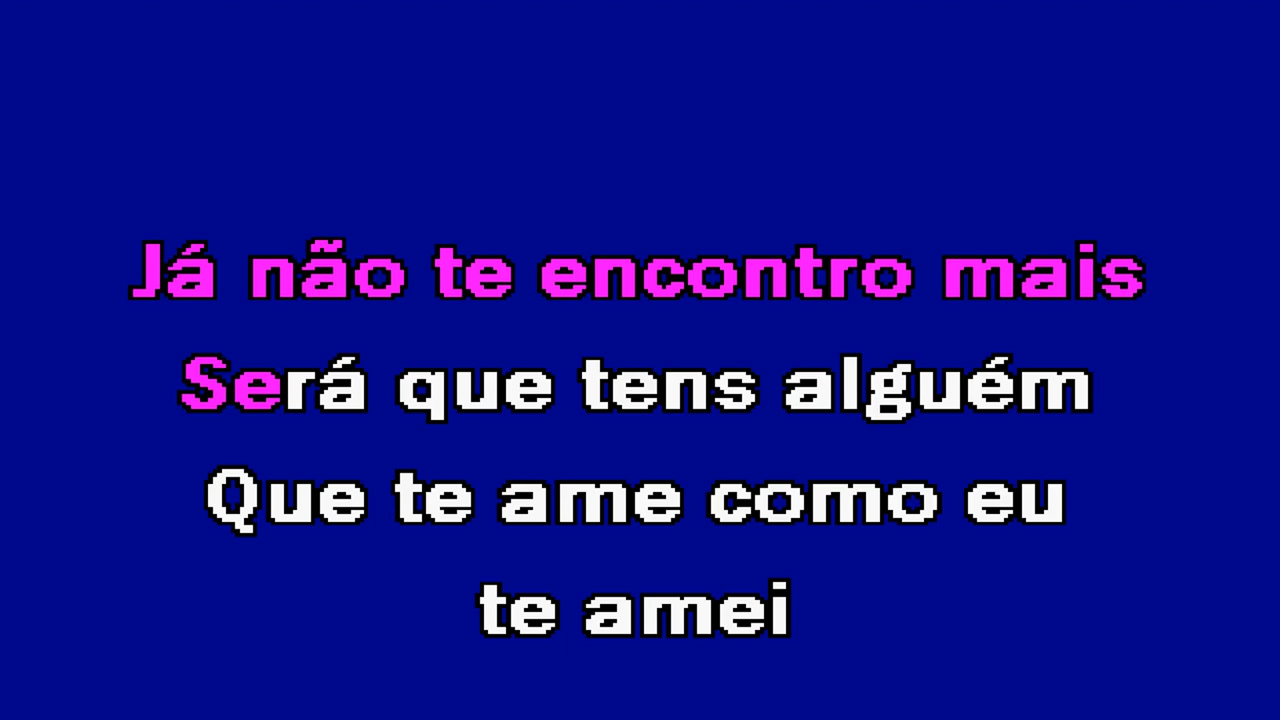 Já não te encontro mais
Será que tens alguém
Que te ame como eu
te amei